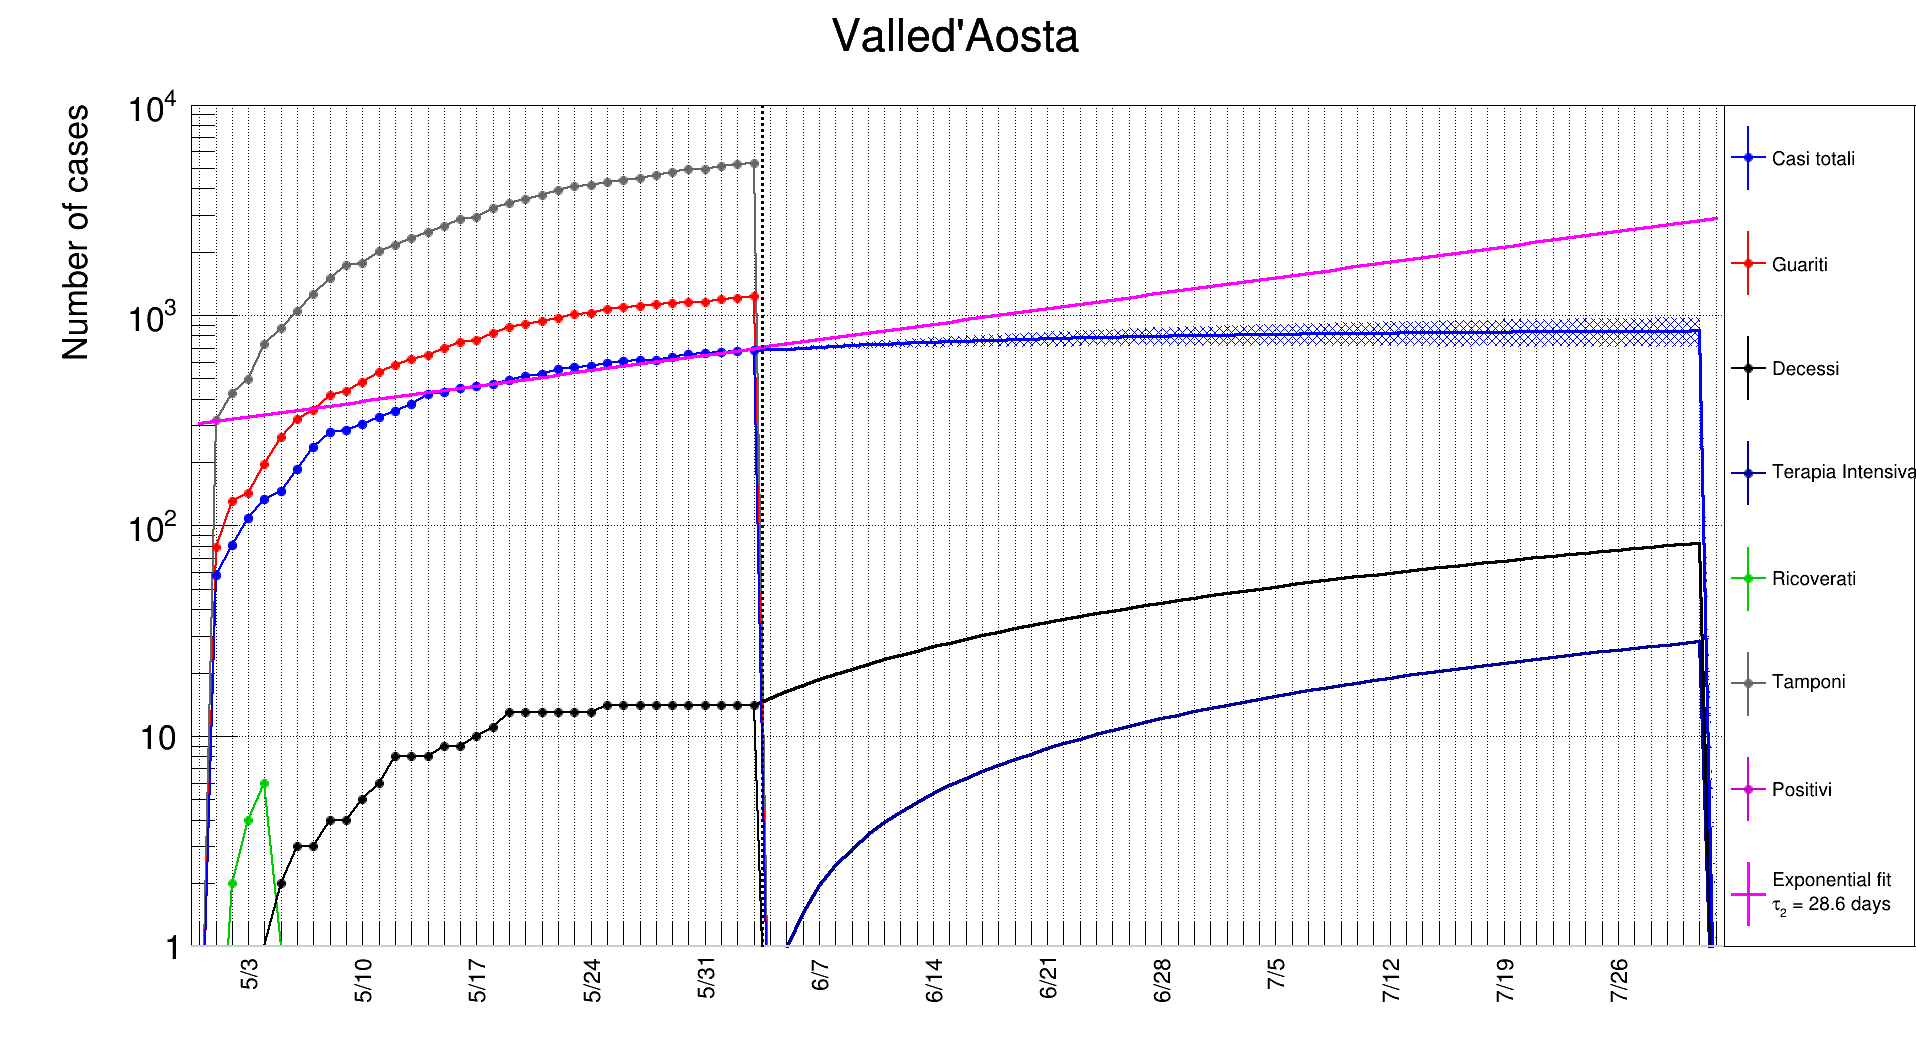 Valled'Aosta
Number of cases
10^4
10^3
10^2
10
1
5/3
5/10
5/17
5/24
5/31
6/7
6/14
6/21
6/28
7/5
7/12
7/19
7/26
Casi totali
Guariti
Decessi
Terapia Intensiva
Ricoverati
Tamponi
Positivi
Exponential fit
τ_2 = 28.6 days